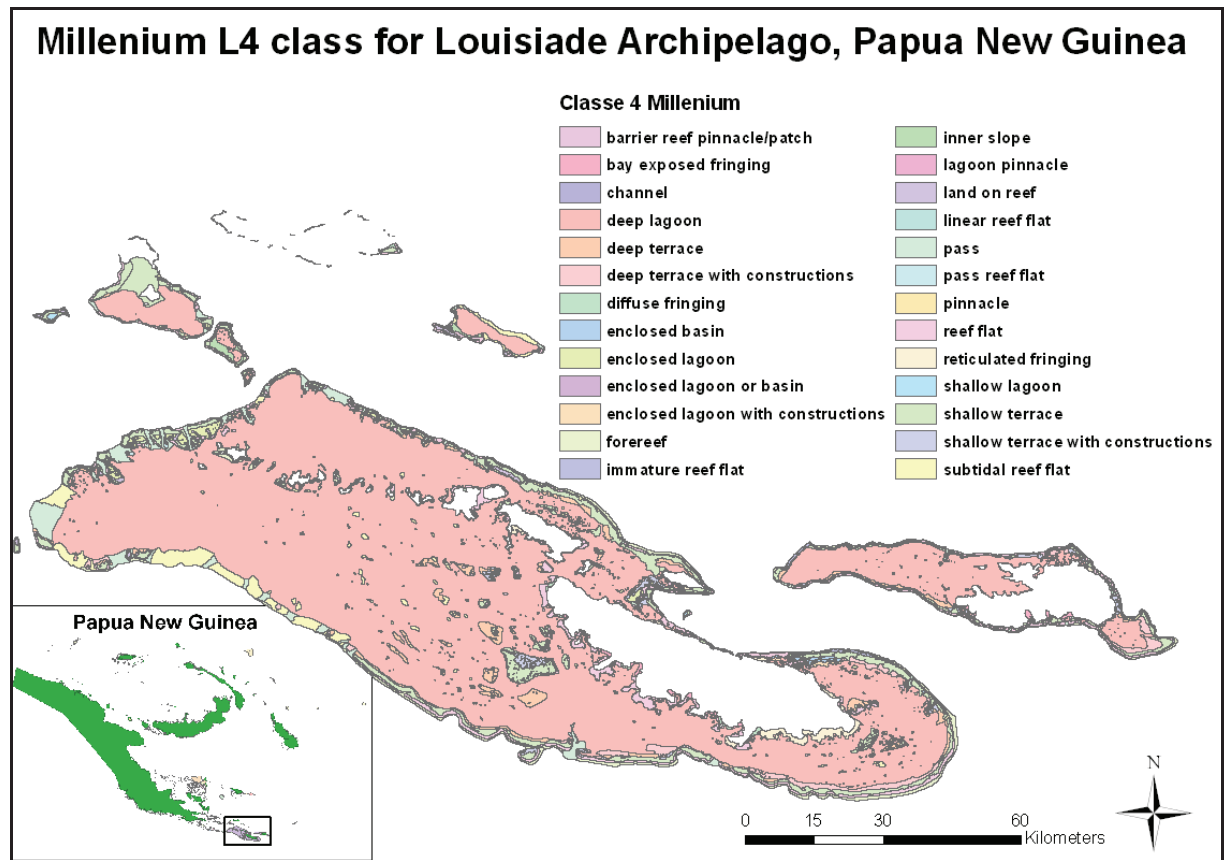 Millenium L4 class for Louisiade Archipelago, Papua New Guinea
Classe 4 Millenium
barrier reef pinnacle/patch
bay exposed fringing
channel
deep lagoon
deep terrace
deep terrace with constructions
diffuse fringing
enclosed basin
enclosed lagoon
enclosed lagoon or basin
enclosed lagoon with constructions
forereef
immature reef flat
inner slope
lagoon pinnacle
land on reef
linear reef flat
pass
pass reef flat
pinnacle
reef flat
reticulated fringing
shallow lagoon
shallow terrace
shallow terrace with constructions
subtidal reef flat
Papua New Guinea
N
0 15 30 60
Kilometers